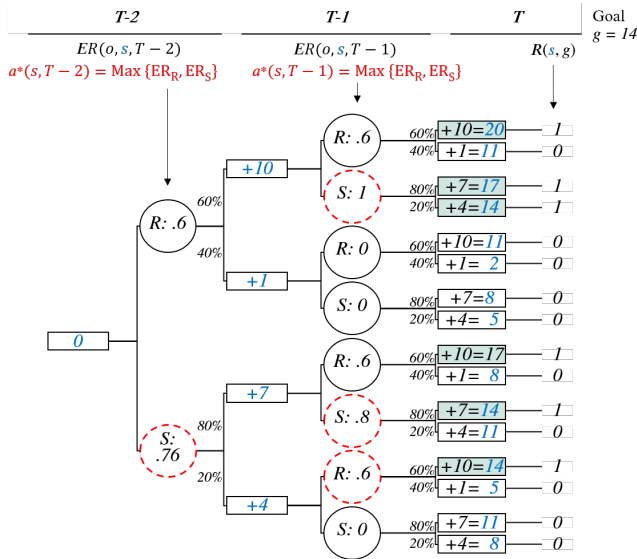 T-2 T-1 T Goal
g = 14
ER(o, s, T − 2) ER(o, s, T − 1) R(s, g)
a*(s, T − 2) = Max {ER_R, ER_S} a*(s, T − 1) = Max {ER_R, ER_S}
R: .6 60% +10=20 1
40% +1=11 0
+10
60% S: 1 80% +7=17 1
20% +4=14 1
R: .6
40% R: 0 60% +10=11 0
40% +1= 2 0
+1
S: 0 80% +7=8 0
20% +4= 5 0
0
R: .6 60% +10=17 1
40% +1= 8 0
+7
80% S: .8 80% +7=14 1
20% +4=11 0
S:
.76
20% R: .6 60% +10=14 1
40% +1= 5 0
+4
S: 0 80% +7=11 0
20% +4= 8 0